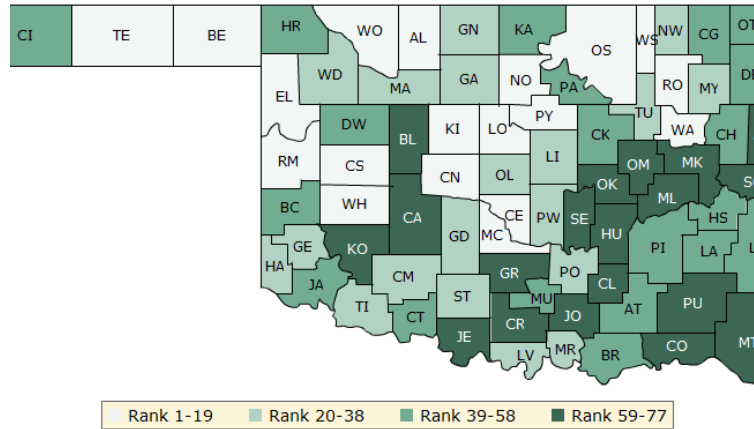 CI TE BE HR WO AL GN KA OS WS NW CG OT
EL WD MA GA NO PA RO MY DE
DW BL KI LO PY CK TU WA CH
RM CS CN OL LI OM MK
WH CA CE PW SE OK ML
BC KO GD MC HU HS
HA GE CM GR PO PI LA
JA TI CT ST MU CL AT PU
JE CR JO CO MT
LV MR BR
Rank 1-19 Rank 20-38 Rank 39-58 Rank 59-77